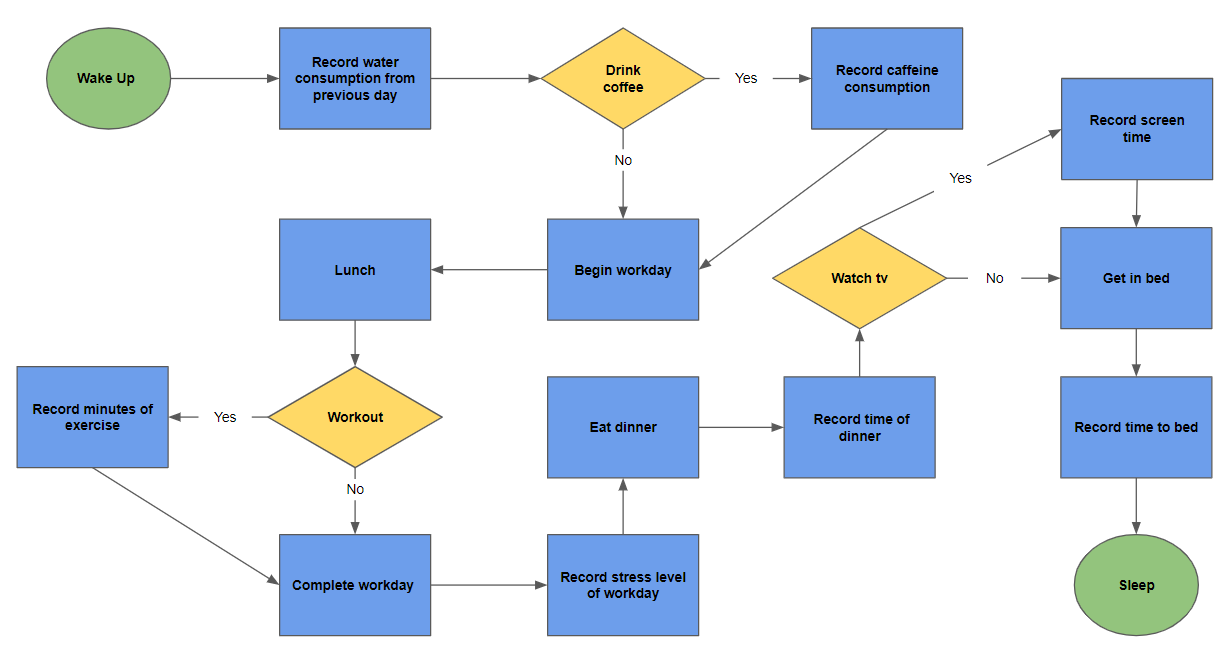 Wake Up
Record water
consumption from
previous day
Drink
coffee
Yes
Record caffeine
consumption
No
Begin workday
Lunch
Workout
Yes
Record minutes of
exercise
No
Complete workday
Record stress level
of workday
Eat dinner
Record time of
dinner
Watch tv
Yes
Record screen
time
No
Get in bed
Record time to bed
Sleep